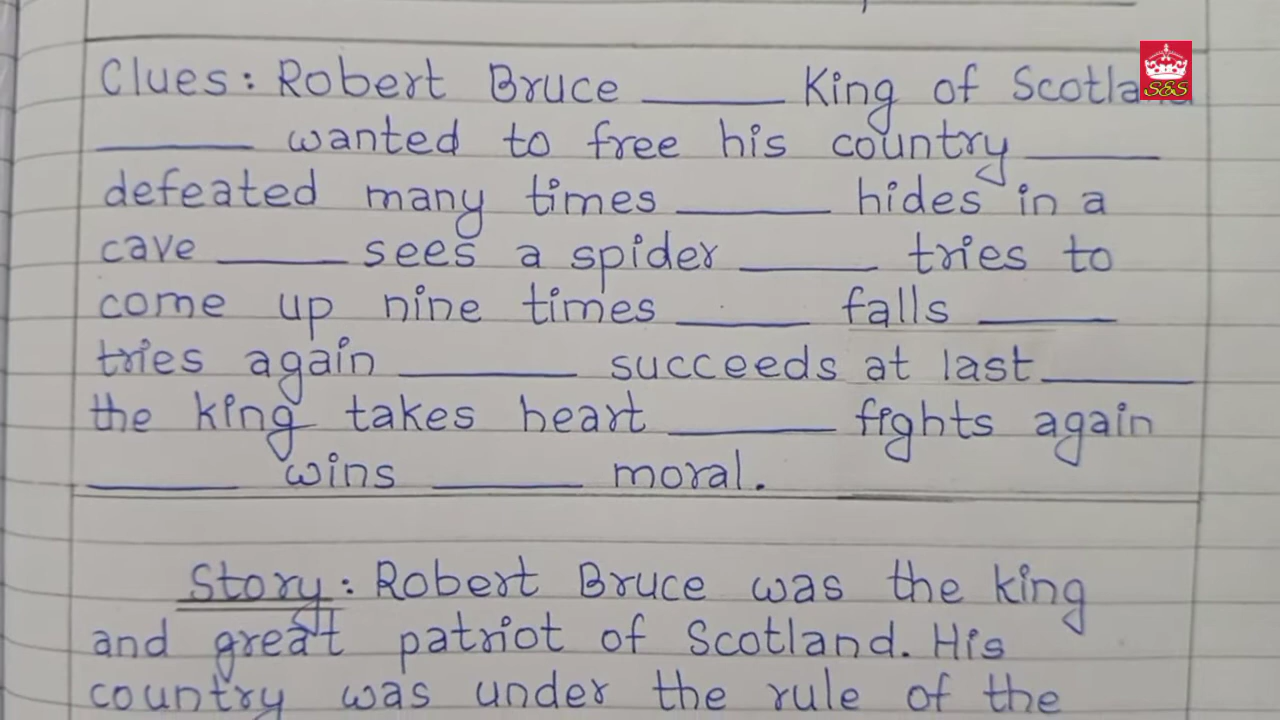 Clues: Robert Bruce _____ King of Scotla
_____ wanted to free his country _____
defeated many times _____ hides in a
cave _____ sees a spider _____ tries to
come up nine times _____ falls _____
tries again _____ succeeds at last _____
the king takes heart _____ fights again
_____ wins _____ moral.
Story: Robert Bruce was the king
and great patriot of Scotland. His
country was under the rule of the
S&S